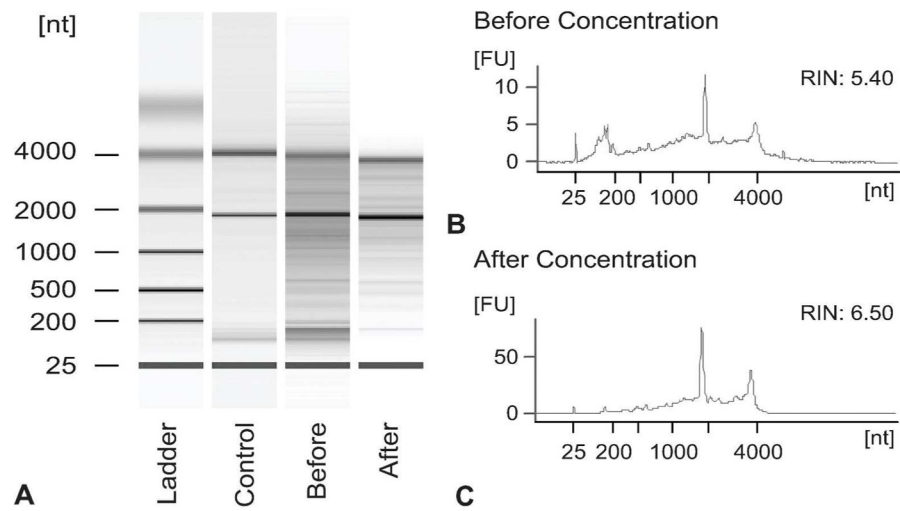 [nt]
4000
2000
1000
500
200
25
Ladder
Control
Before
After
A
Before Concentration
[FU]
RIN: 5.40
10
5
0
25 200 1000 4000 [nt]
B
After Concentration
[FU]
RIN: 6.50
50
0
25 200 1000 4000 [nt]
C